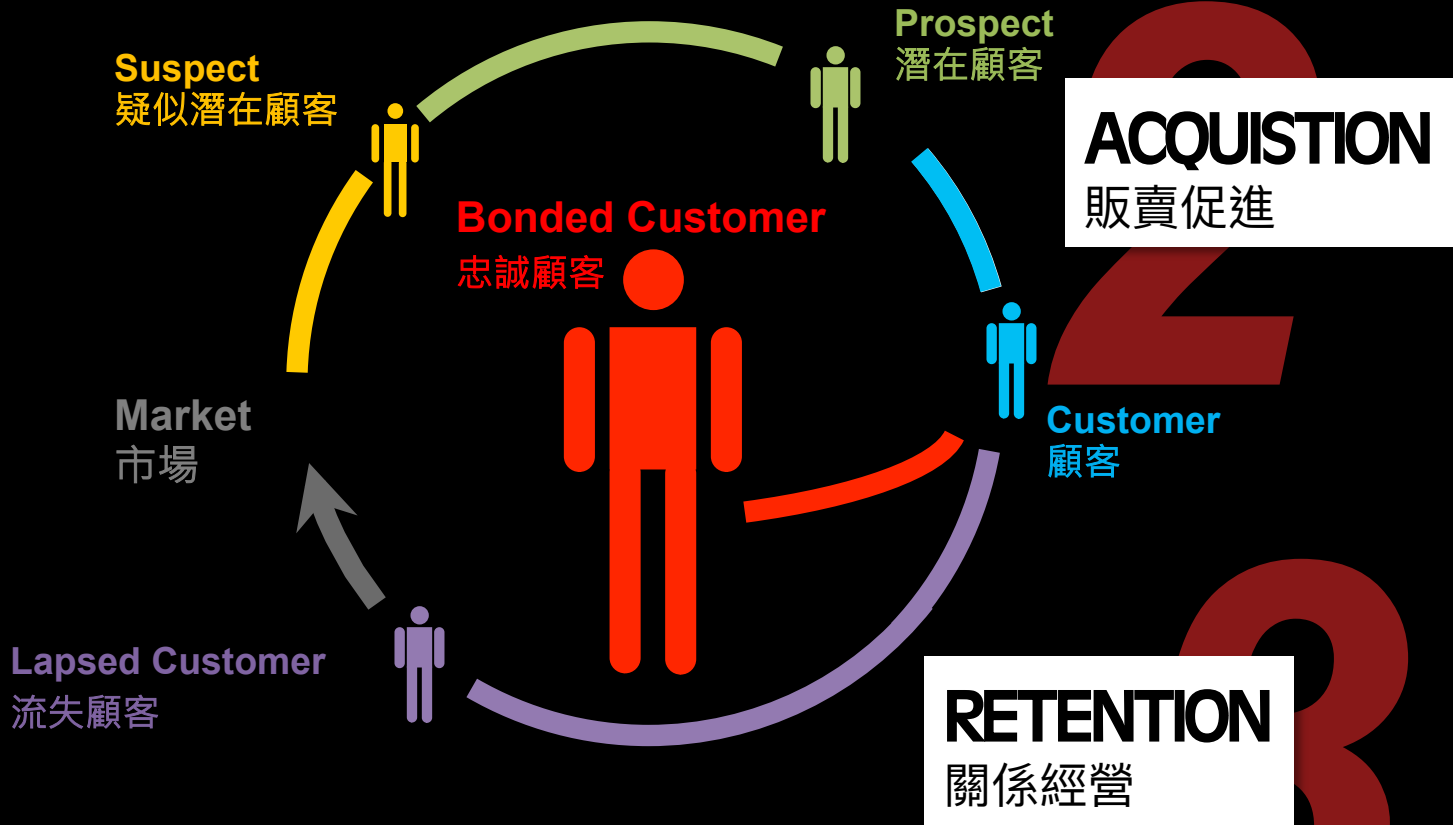 Prospect
潛在顧客
Suspect
疑似潛在顧客
2
ACQUISTION
販賣促進
Bonded Customer
忠誠顧客
Market
市場
Customer
顧客
Lapsed Customer
流失顧客
3
RETENTION
關係經營